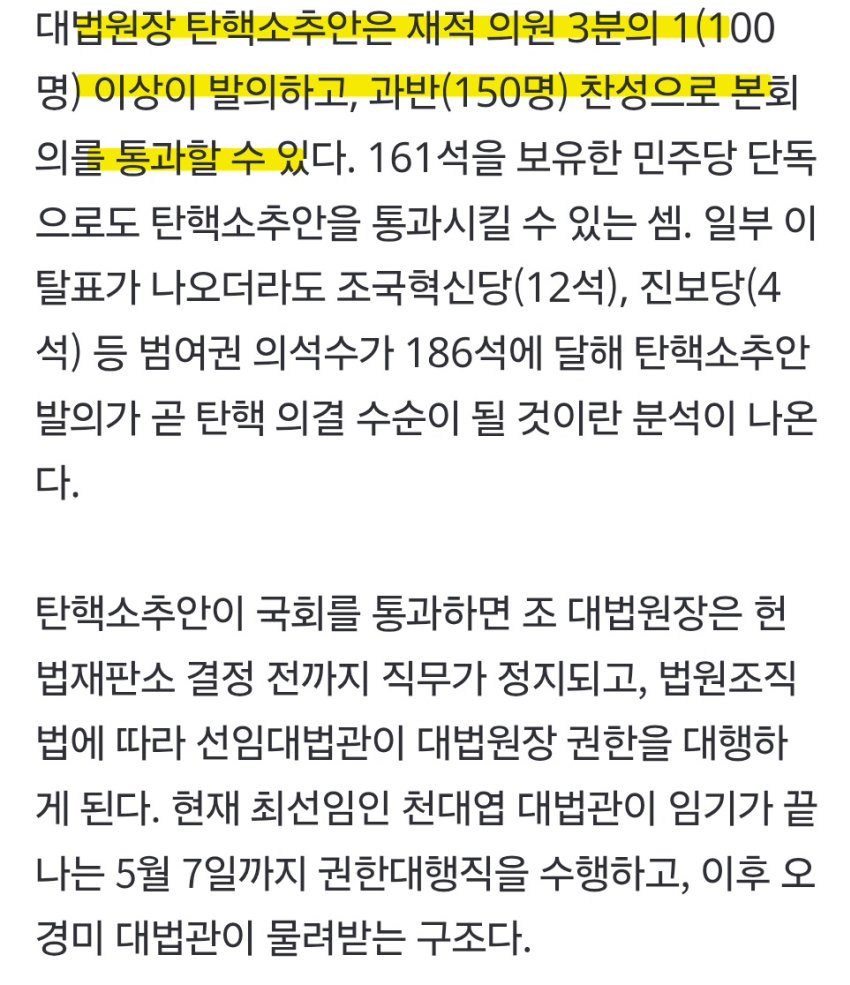 대법원장 탄핵소추안은 재적 의원 3분의 1(100
명) 이상이 발의하고, 과반(150명) 찬성으로 본회
의를 통과할 수 있다. 161석을 보유한 민주당 단독
으로도 탄핵소추안을 통과시킬 수 있는 셈. 일부 이
탈표가 나오더라도 조국혁신당(12석), 진보당(4
석) 등 범여권 의석수가 186석에 달해 탄핵소추안
발의가 곧 탄핵 의결 수순이 될 것이란 분석이 나온
다.
탄핵소추안이 국회를 통과하면 조 대법원장은 헌
법재판소 결정 전까지 직무가 정지되고, 법원조직
법에 따라 선임대법관이 대법원장 권한을 대행하
게 된다. 현재 최선임인 천대엽 대법관이 임기가 끝
나는 5월 7일까지 권한대행직을 수행하고, 이후 오
경미 대법관이 물려받는 구조다.